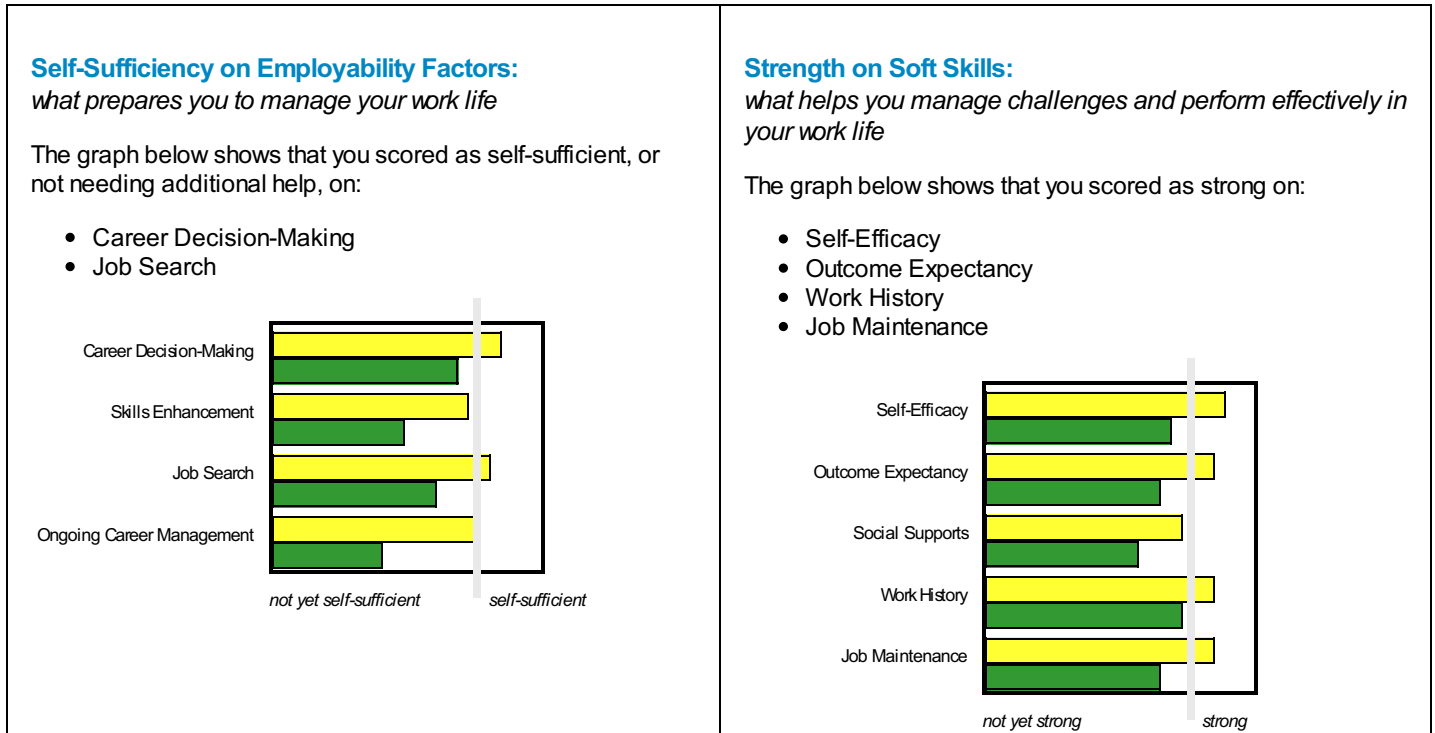 Self-Sufficiency on Employability Factors:
what prepares you to manage your work life
The graph below shows that you scored as self-sufficient, or
not needing additional help, on:
• Career Decision-Making
• Job Search
Career Decision-Making
Skills Enhancement
Job Search
Ongoing Career Management
not yet self-sufficient
self-sufficient
Strength on Soft Skills:
what helps you manage challenges and perform effectively in
your work life
The graph below shows that you scored as strong on:
• Self-Efficacy
• Outcome Expectancy
• Work History
• Job Maintenance
Self-Efficacy
Outcome Expectancy
Social Supports
Work History
Job Maintenance
not yet strong
strong